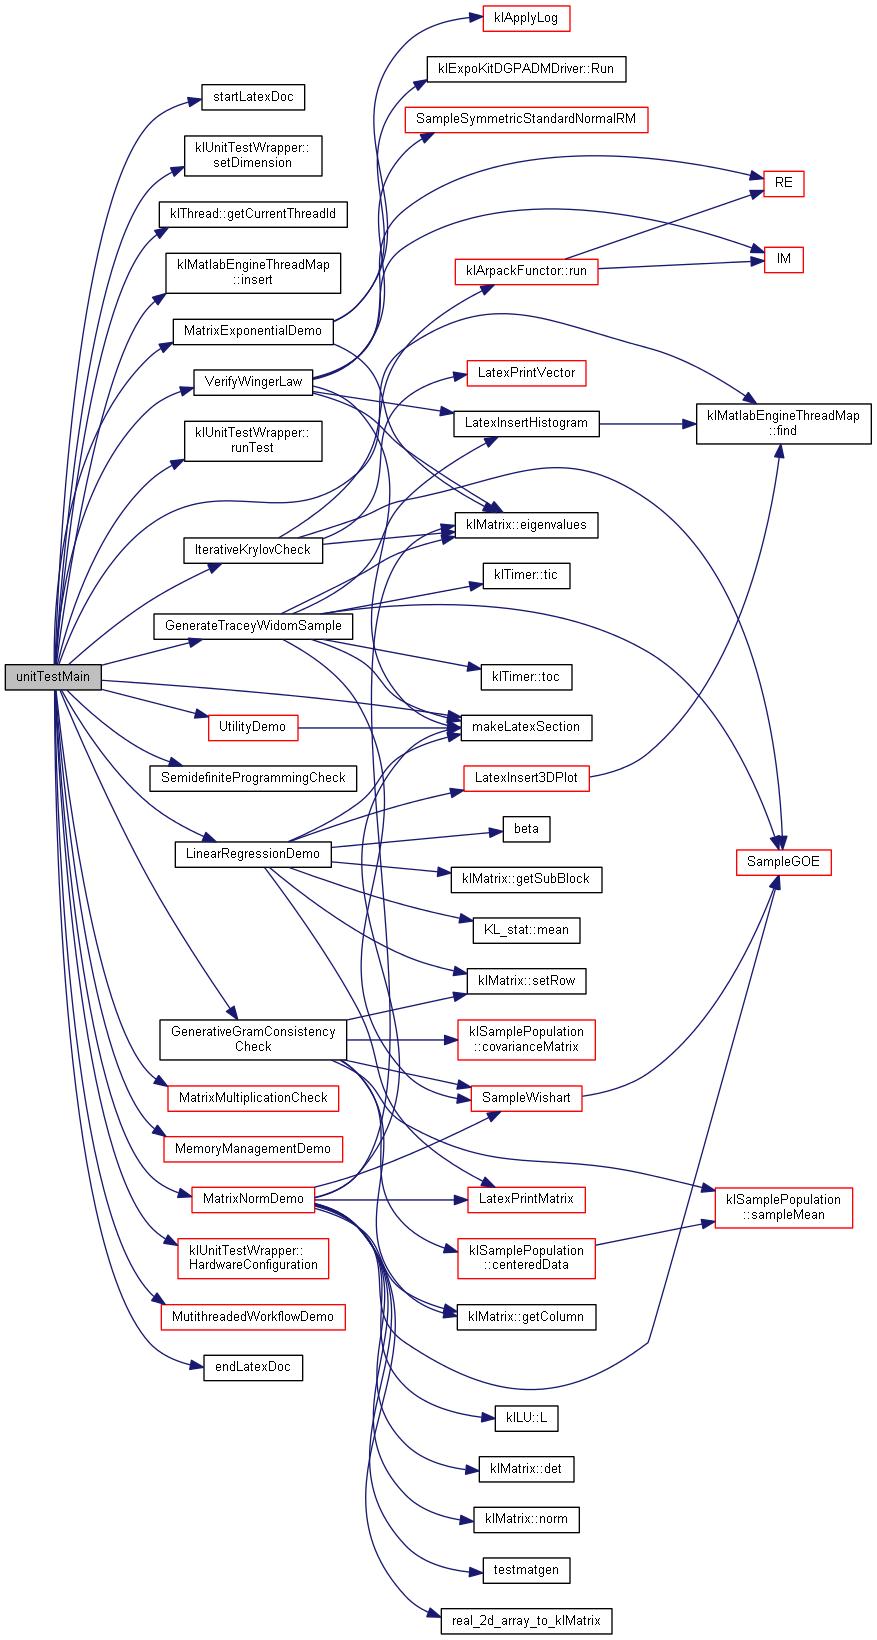 klApplyLog
klExpoKitDGPADMDriver::Run
startLatexDoc
SampleSymmetricStandardNormalRM
klUnitTestWrapper::
setDimension
RE
klThread::getCurrentThreadId
IM
klMatlabEngineThreadMap
::insert
klArpackFunctor::run
MatrixExponentialDemo
LatexPrintVector
VerifyWingerLaw
LatexInsertHistogram
klMatlabEngineThreadMap
::find
klUnitTestWrapper::
runTest
klMatrix::eigenvalues
IterativeKrylovCheck
klTimer::tic
GenerateTraceyWidomSample
unitTestMain
klTimer::toc
UtilityDemo
makeLatexSection
SemidefiniteProgrammingCheck
LatexInsert3DPlot
beta
LinearRegressionDemo
SampleGOE
klMatrix::getSubBlock
KL_stat::mean
klMatrix::setRow
GenerativeGramConsistency
Check
klSamplePopulation
::covarianceMatrix
MatrixMultiplicationCheck
SampleWishart
MemoryManagementDemo
MatrixNormDemo
LatexPrintMatrix
klSamplePopulation
::sampleMean
klUnitTestWrapper::
HardwareConfiguration
klSamplePopulation
::centeredData
MutithreadedWorkflowDemo
klMatrix::getColumn
endLatexDoc
klLU::L
klMatrix::det
klMatrix::norm
testmatgen
real_2d_array_to_klMatrix